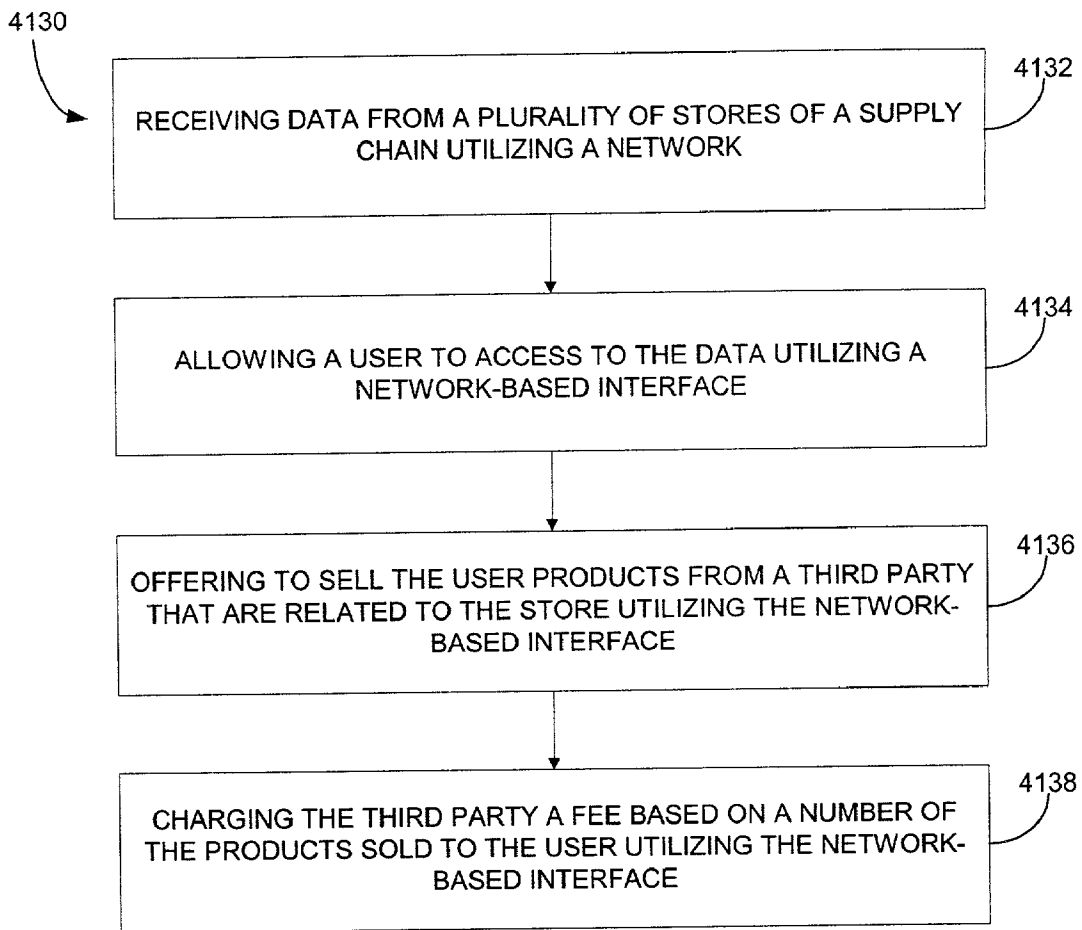 4130
4132
RECEIVING DATA FROM A PLURALITY OF STORES OF A SUPPLY
CHAIN UTILIZING A NETWORK
4134
ALLOWING A USER TO ACCESS TO THE DATA UTILIZING A
NETWORK-BASED INTERFACE
4136
OFFERING TO SELL THE USER PRODUCTS FROM A THIRD PARTY
THAT ARE RELATED TO THE STORE UTILIZING THE NETWORK-
BASED INTERFACE
4138
CHARGING THE THIRD PARTY A FEE BASED ON A NUMBER OF
THE PRODUCTS SOLD TO THE USER UTILIZING THE NETWORK-
BASED INTERFACE